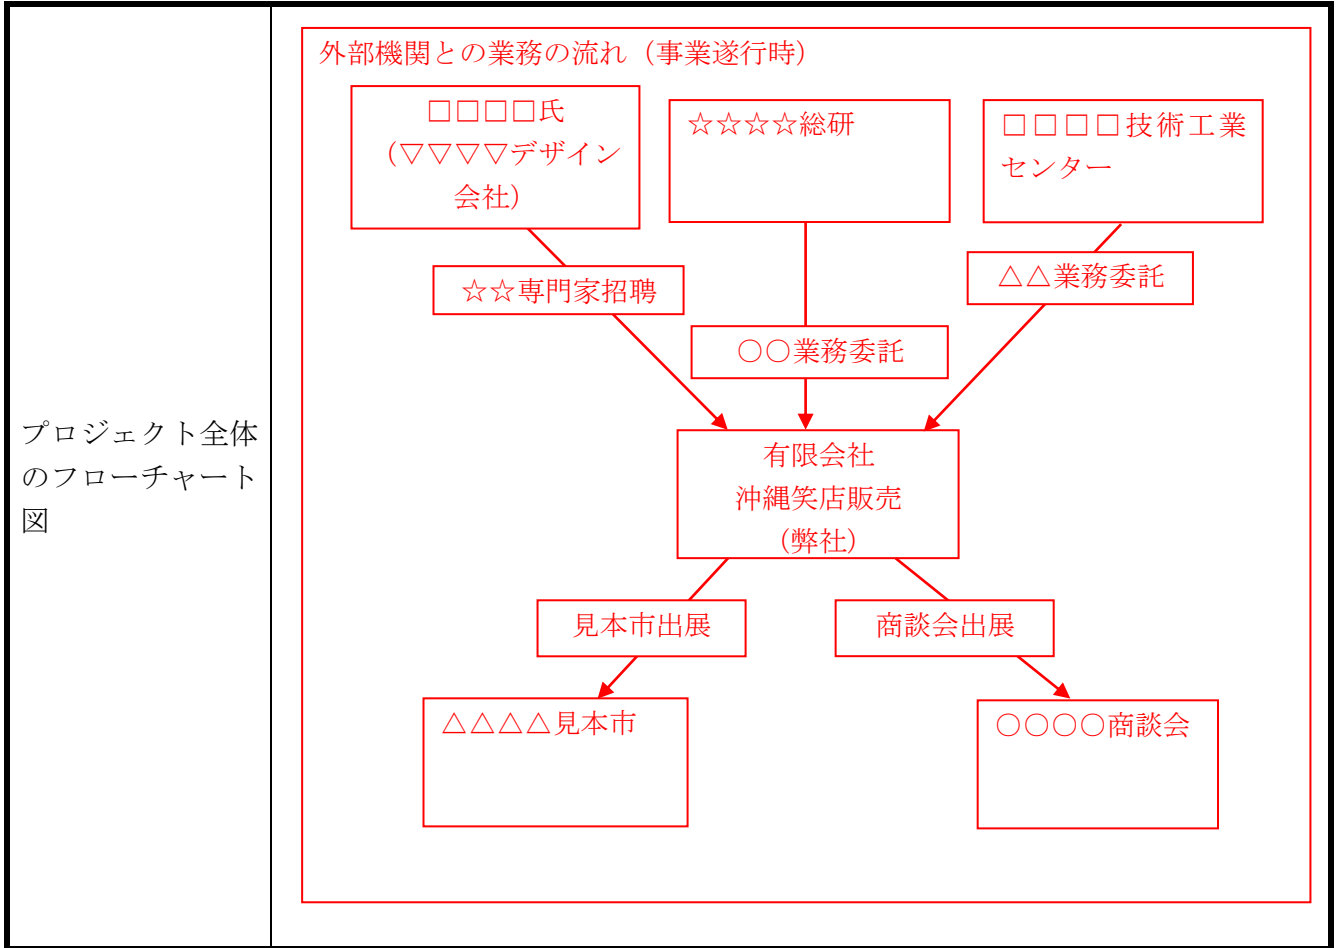 プロジェクト全体
のフローチャート
図
外部機関との業務の流れ（事業遂行時）
□□□□氏
（▽▽▽▽デザイン
会社）
☆☆☆☆総研
□□□□技術工業
センター
☆☆専門家招聘
○○業務委託
△△業務委託
有限会社
沖縄笑店販売
（弊社）
見本市出展
商談会出展
△△△△見本市
○○○○商談会